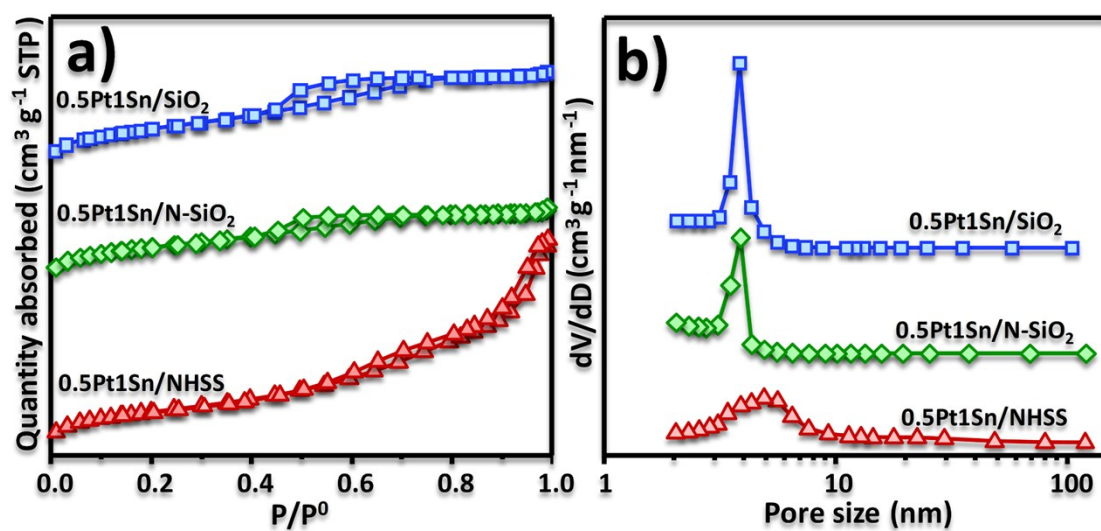 a)
Quantity absorbed (cm³ g⁻¹ STP)
0.5Pt1Sn/SiO₂
0.5Pt1Sn/N-SiO₂
0.5Pt1Sn/NHSS
0.0 0.2 0.4 0.6 0.8 1.0
P/P⁰
b)
dV/dD (cm³ g⁻¹ nm⁻¹)
0.5Pt1Sn/SiO₂
0.5Pt1Sn/N-SiO₂
0.5Pt1Sn/NHSS
1 10 100
Pore size (nm)